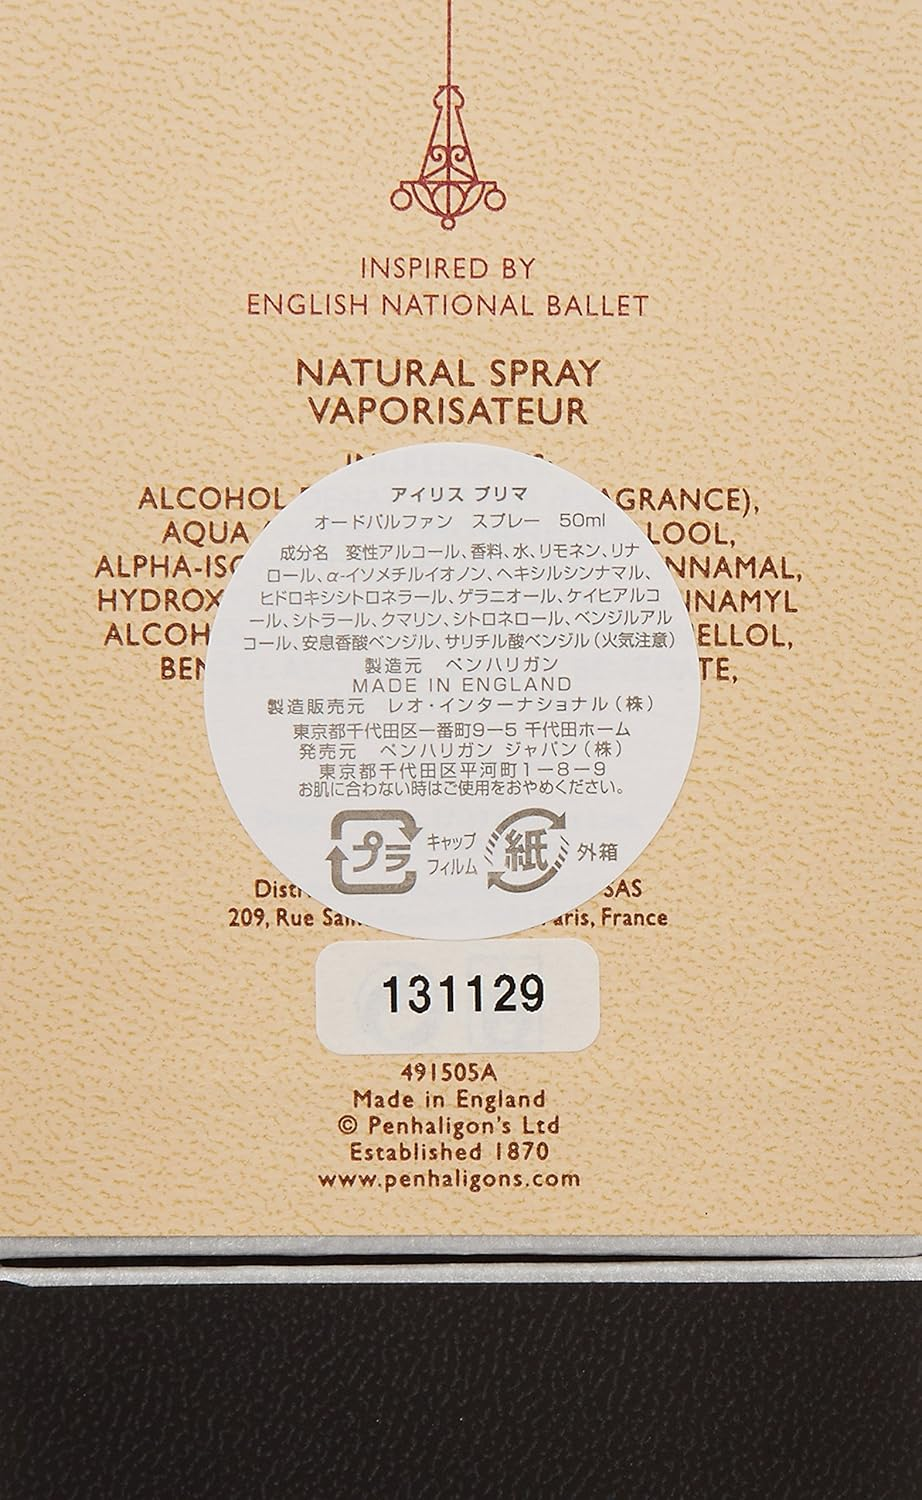 INSPIRED BY
ENGLISH NATIONAL BALLET
NATURAL SPRAY
VAPORISATEUR
ALCOHOL AGRANCE),
AQUA LOOL,
ALPHA-ISO NNAMAL,
HYDROX NNAMYL
ALCOH ELLOL,
BEN TE,
アイリス プリマ
オードパルファン スプレー 50ml
成分名 変性アルコール、香料、水、リモネン、リナ
ロール、α-イソメチルイオノン、ヘキシルシンナマル、
ヒドロキシシトロネラール、ゲラニオール、ケイヒアルコ
ール、シトラール、クマリン、シトロネロール、ベンジルアル
コール、安息香酸ベンジル、サリチル酸ベンジル(火気注意)
製造元 ペンハリガン
MADE IN ENGLAND
製造販売元 レオ・インターナショナル(株)
東京都千代田区一番町9-5 千代田ホーム
発売元 ペンハリガン ジャパン(株)
東京都千代田区平河町1-8-9
お肌に合わない時はご使用をおやめください。
プラ キャップ フィルム 紙 外箱
Distr SAS
209, Rue Sain aris, France
131129
491505A
Made in England
© Penhaligon's Ltd
Established 1870
www.penhaligons.com